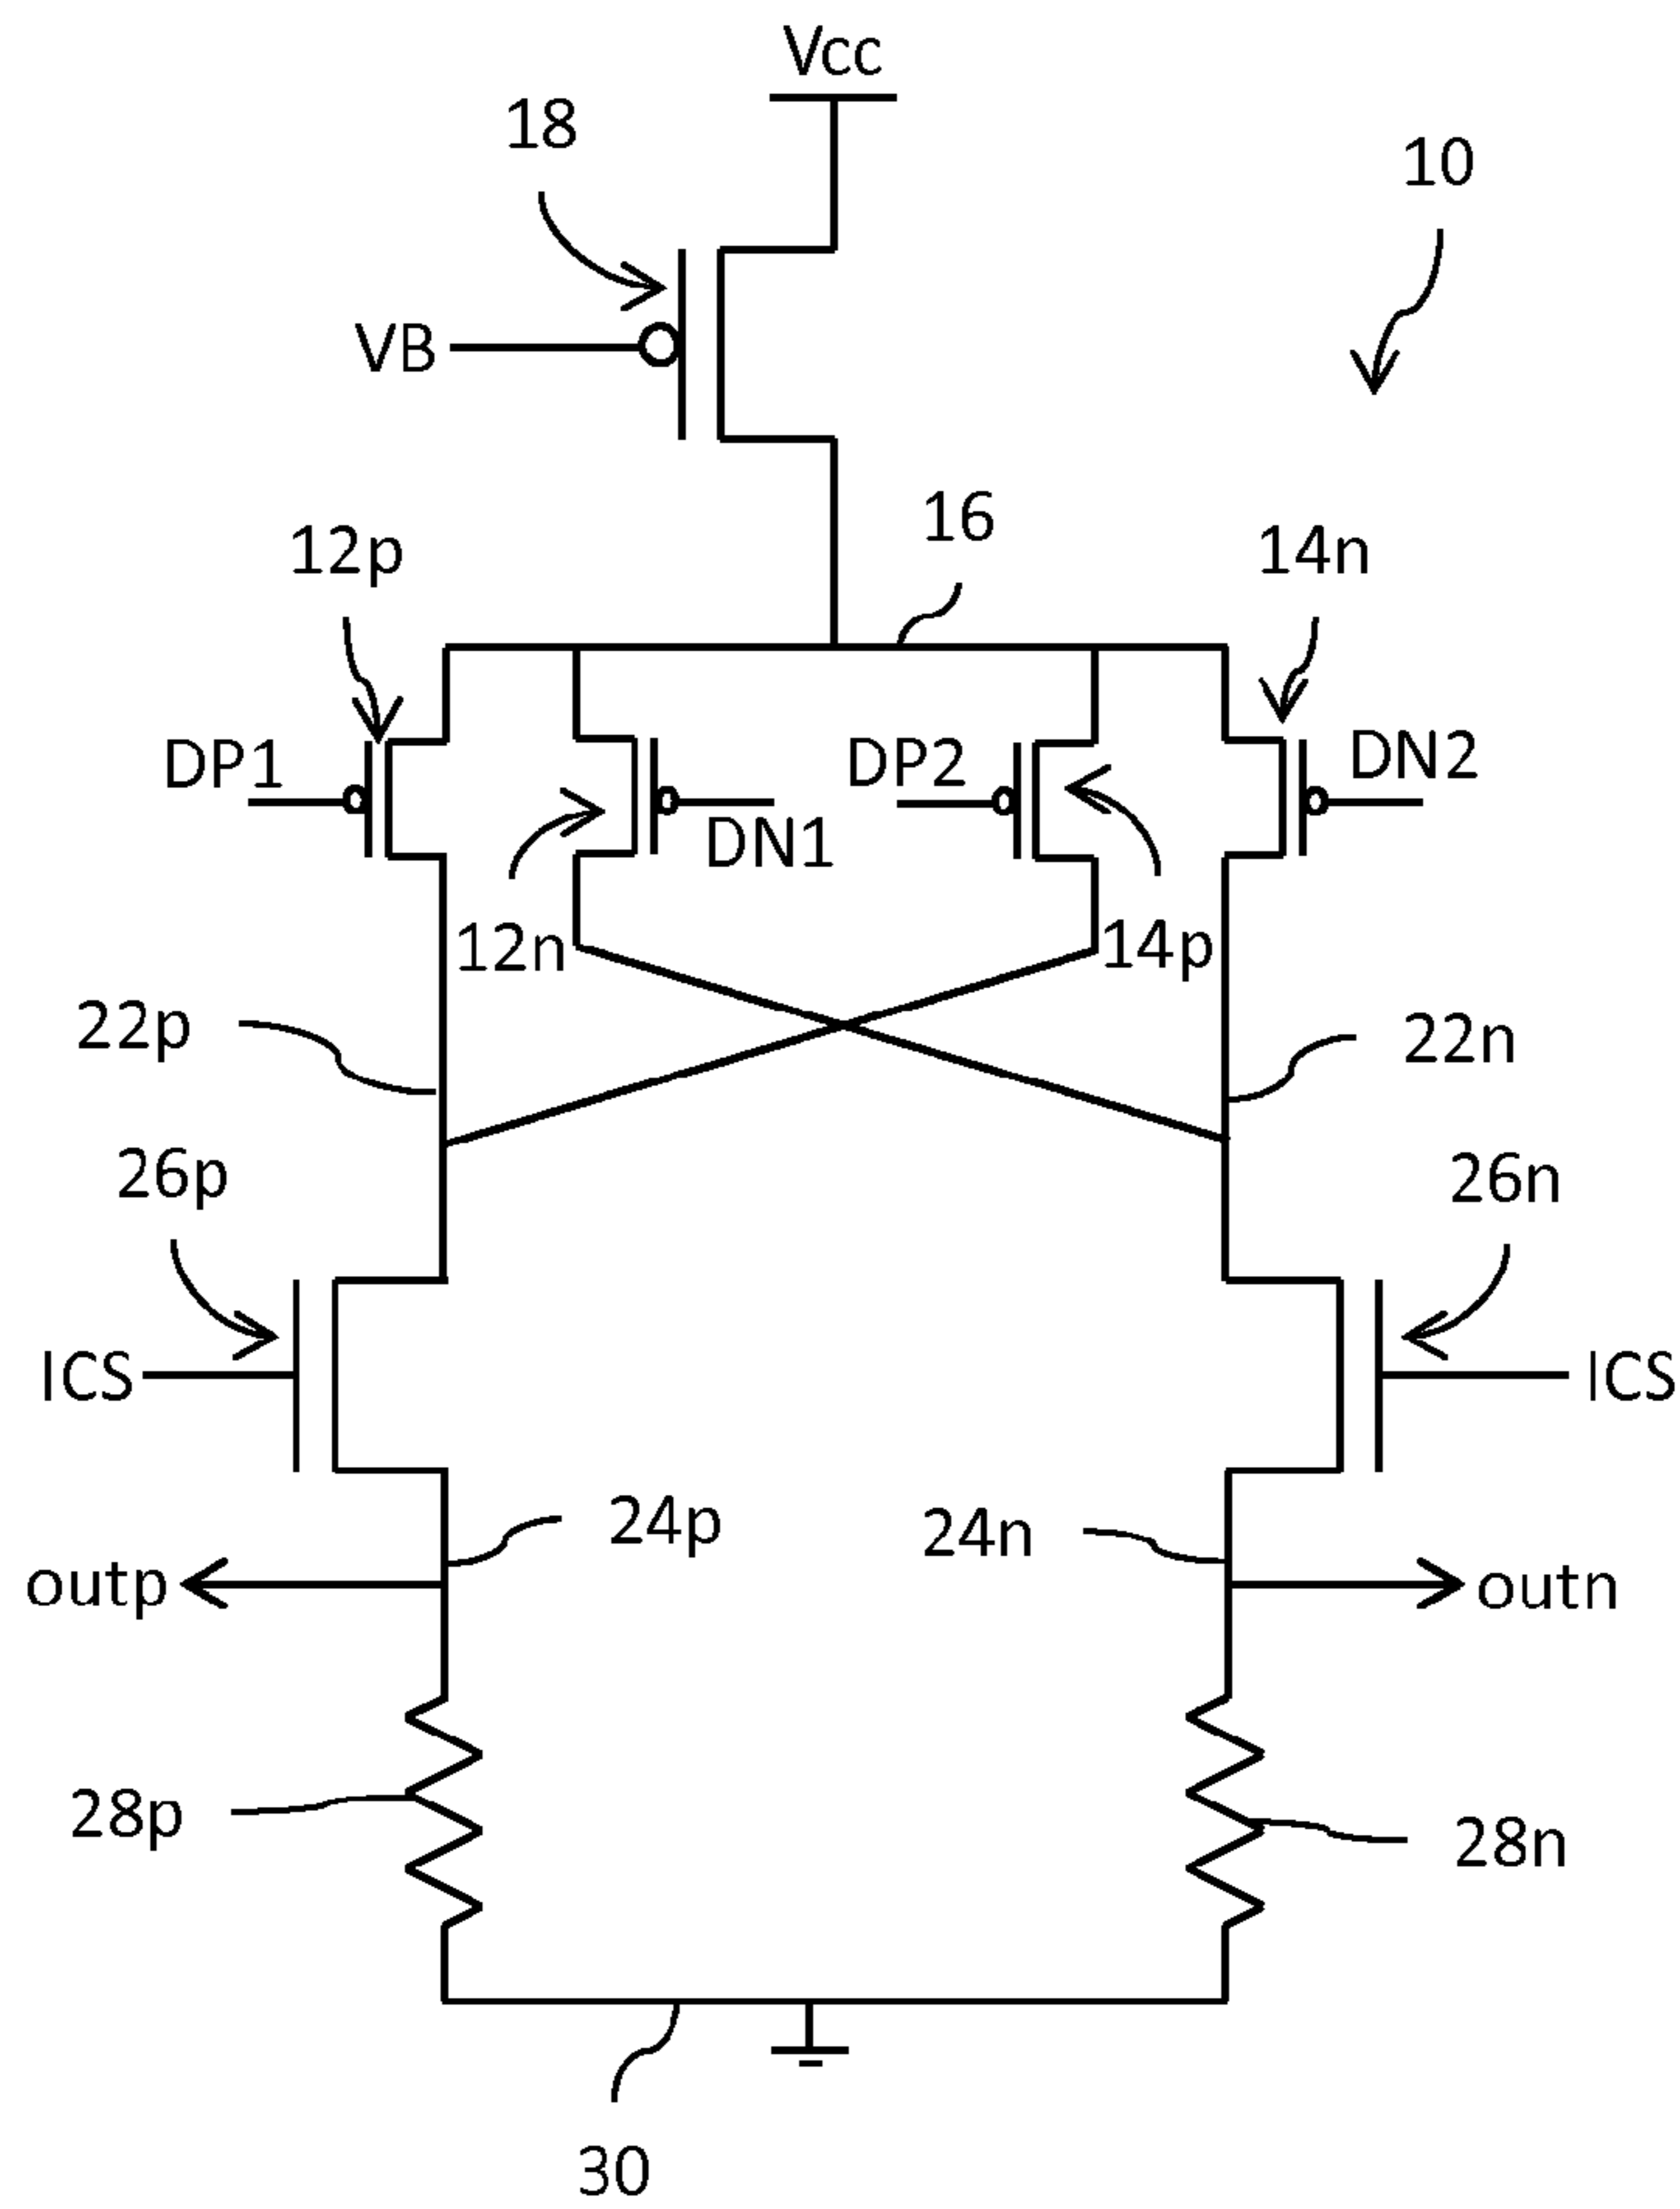 Vcc
18
10
VB
16
12p
14n
DP1
DP2
DN2
DN1
12n
14p
22p
22n
26p
26n
ICS
ICS
24p
24n
outp
outn
28p
28n
30